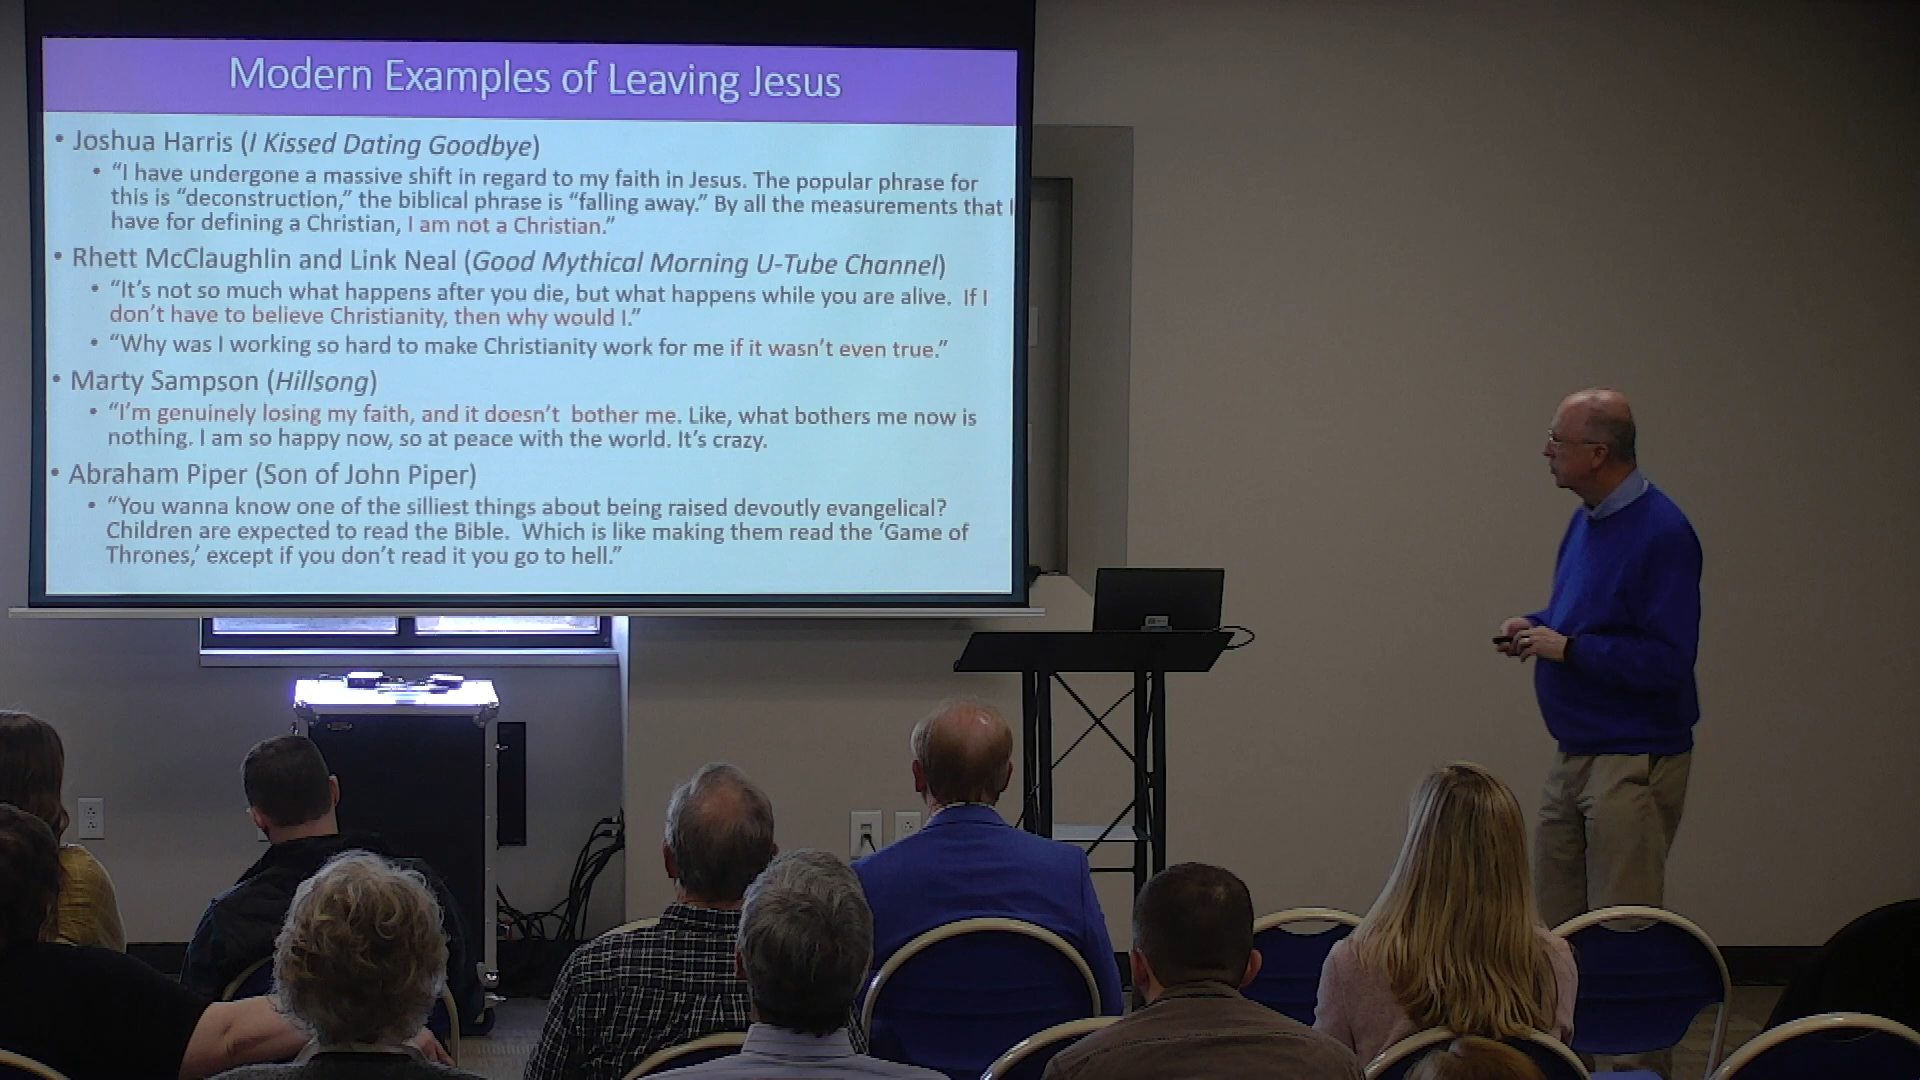 Modern Examples of Leaving Jesus
• Joshua Harris (I Kissed Dating Goodbye)
• “I have undergone a massive shift in regard to my faith in Jesus. The popular phrase for
this is “deconstruction,” the biblical phrase is “falling away.” By all the measurements that I
have for defining a Christian, I am not a Christian.”
• Rhett McClaughlin and Link Neal (Good Mythical Morning U-Tube Channel)
• “It’s not so much what happens after you die, but what happens while you are alive. If I
don’t have to believe Christianity, then why would I.”
• “Why was I working so hard to make Christianity work for me if it wasn’t even true.”
• Marty Sampson (Hillsong)
• “I’m genuinely losing my faith, and it doesn’t bother me. Like, what bothers me now is
nothing. I am so happy now, so at peace with the world. It’s crazy.
• Abraham Piper (Son of John Piper)
• “You wanna know one of the silliest things about being raised devoutly evangelical?
Children are expected to read the Bible. Which is like making them read the ‘Game of
Thrones,’ except if you don’t read it you go to hell.”